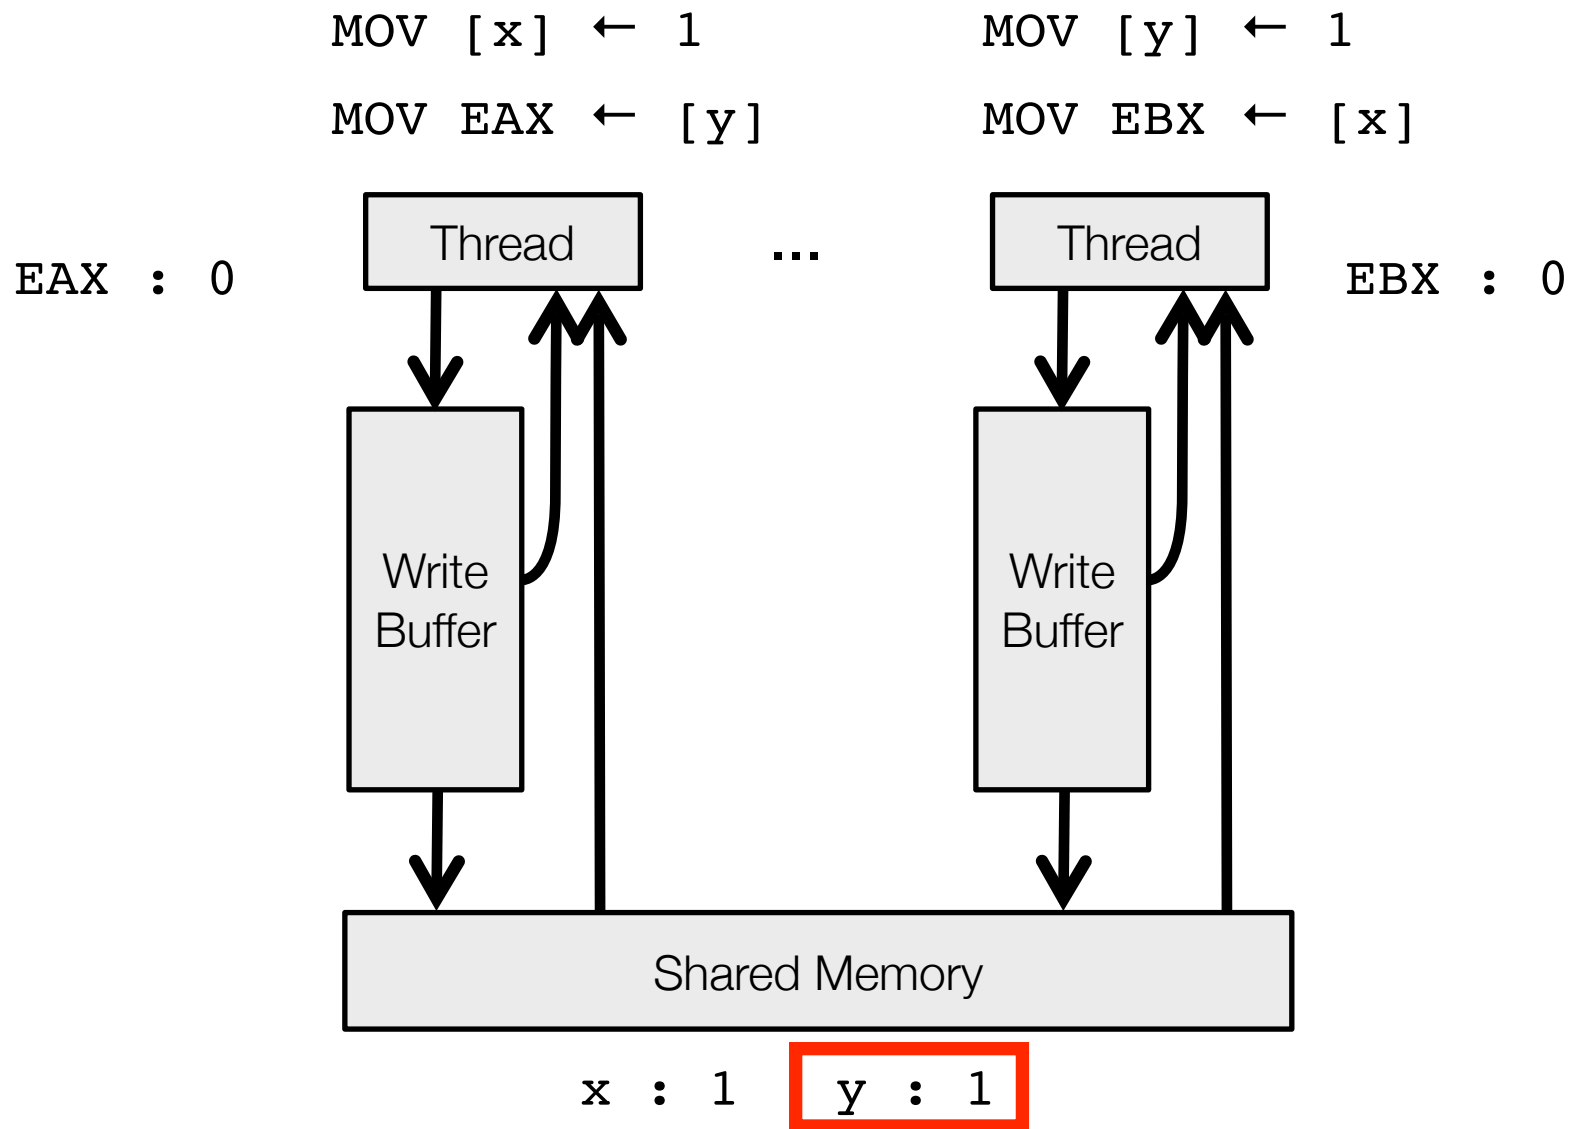 MOV [x] ← 1
MOV [y] ← 1
MOV EAX ← [y]
MOV EBX ← [x]
Thread
...
Thread
EAX : 0
EBX : 0
Write
Buffer
Write
Buffer
Shared Memory
x : 1
y : 1